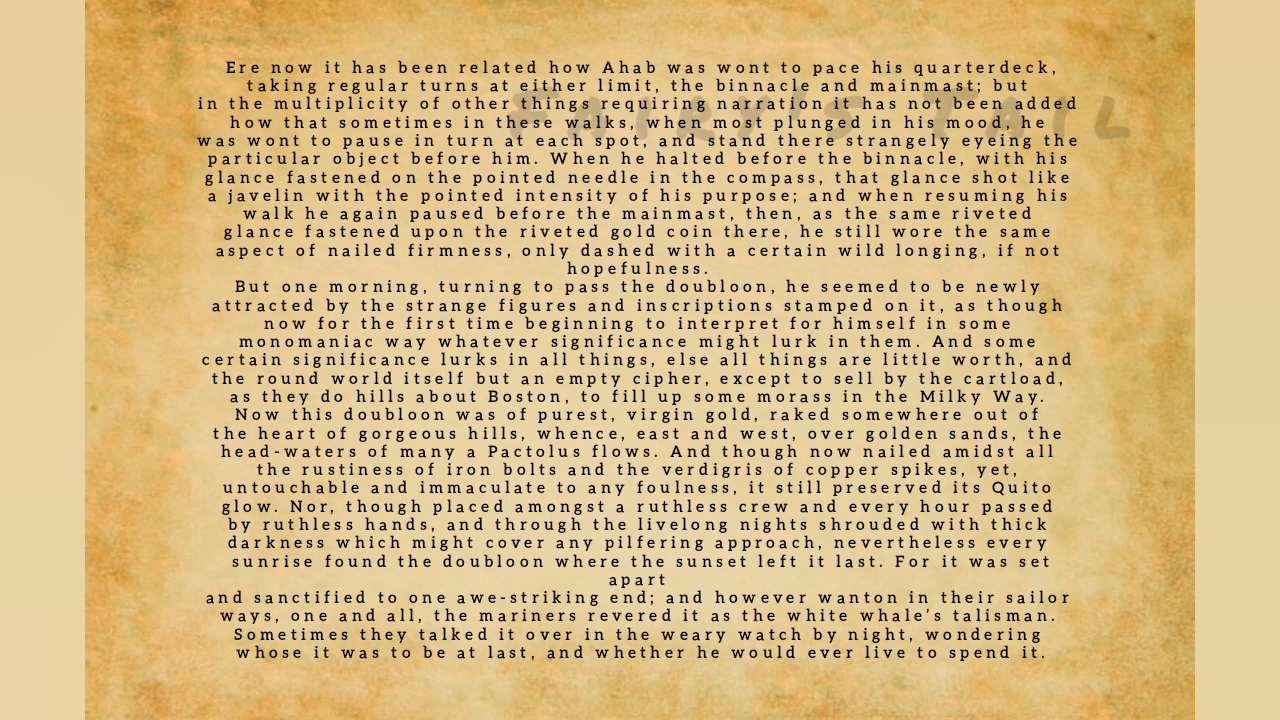 Ere now it has been related how Ahab was wont to pace his quarterdeck,
taking regular turns at either limit, the binnacle and mainmast; but
in the multiplicity of other things requiring narration it has not been added
how that sometimes in these walks, when most plunged in his mood, he
was wont to pause in turn at each spot, and stand there strangely eyeing the
particular object before him. When he halted before the binnacle, with his
glance fastened on the pointed needle in the compass, that glance shot like
a javelin with the pointed intensity of his purpose; and when resuming his
walk he again paused before the mainmast, then, as the same riveted
glance fastened upon the riveted gold coin there, he still wore the same
aspect of nailed firmness, only dashed with a certain wild longing, if not
hopefulness.
But one morning, turning to pass the doubloon, he seemed to be newly
attracted by the strange figures and inscriptions stamped on it, as though
now for the first time beginning to interpret for himself in some
monomaniac way whatever significance might lurk in them. And some
certain significance lurks in all things, else all things are little worth, and
the round world itself but an empty cipher, except to sell by the cartload,
as they do hills about Boston, to fill up some morass in the Milky Way.
Now this doubloon was of purest, virgin gold, raked somewhere out of
the heart of gorgeous hills, whence, east and west, over golden sands, the
head-waters of many a Pactolus flows. And though now nailed amidst all
the rustiness of iron bolts and the verdigris of copper spikes, yet,
untouchable and immaculate to any foulness, it still preserved its Quito
glow. Nor, though placed amongst a ruthless crew and every hour passed
by ruthless hands, and through the livelong nights shrouded with thick
darkness which might cover any pilfering approach, nevertheless every
sunrise found the doubloon where the sunset left it last. For it was set
apart
and sanctified to one awe-striking end; and however wanton in their sailor
ways, one and all, the mariners revered it as the white whale's talisman.
Sometimes they talked it over in the weary watch by night, wondering
whose it was to be at last, and whether he would ever live to spend it.